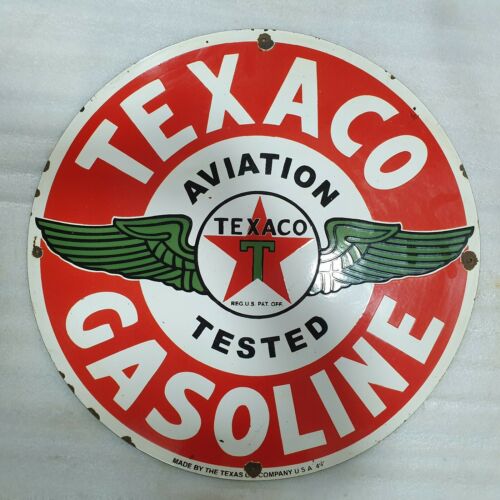 TEXACO
AVIATION
TEXACO
T
REG. U.S. PAT. OFF.
TESTED
GASOLINE
MADE BY THE TEXAS COMPANY U S A